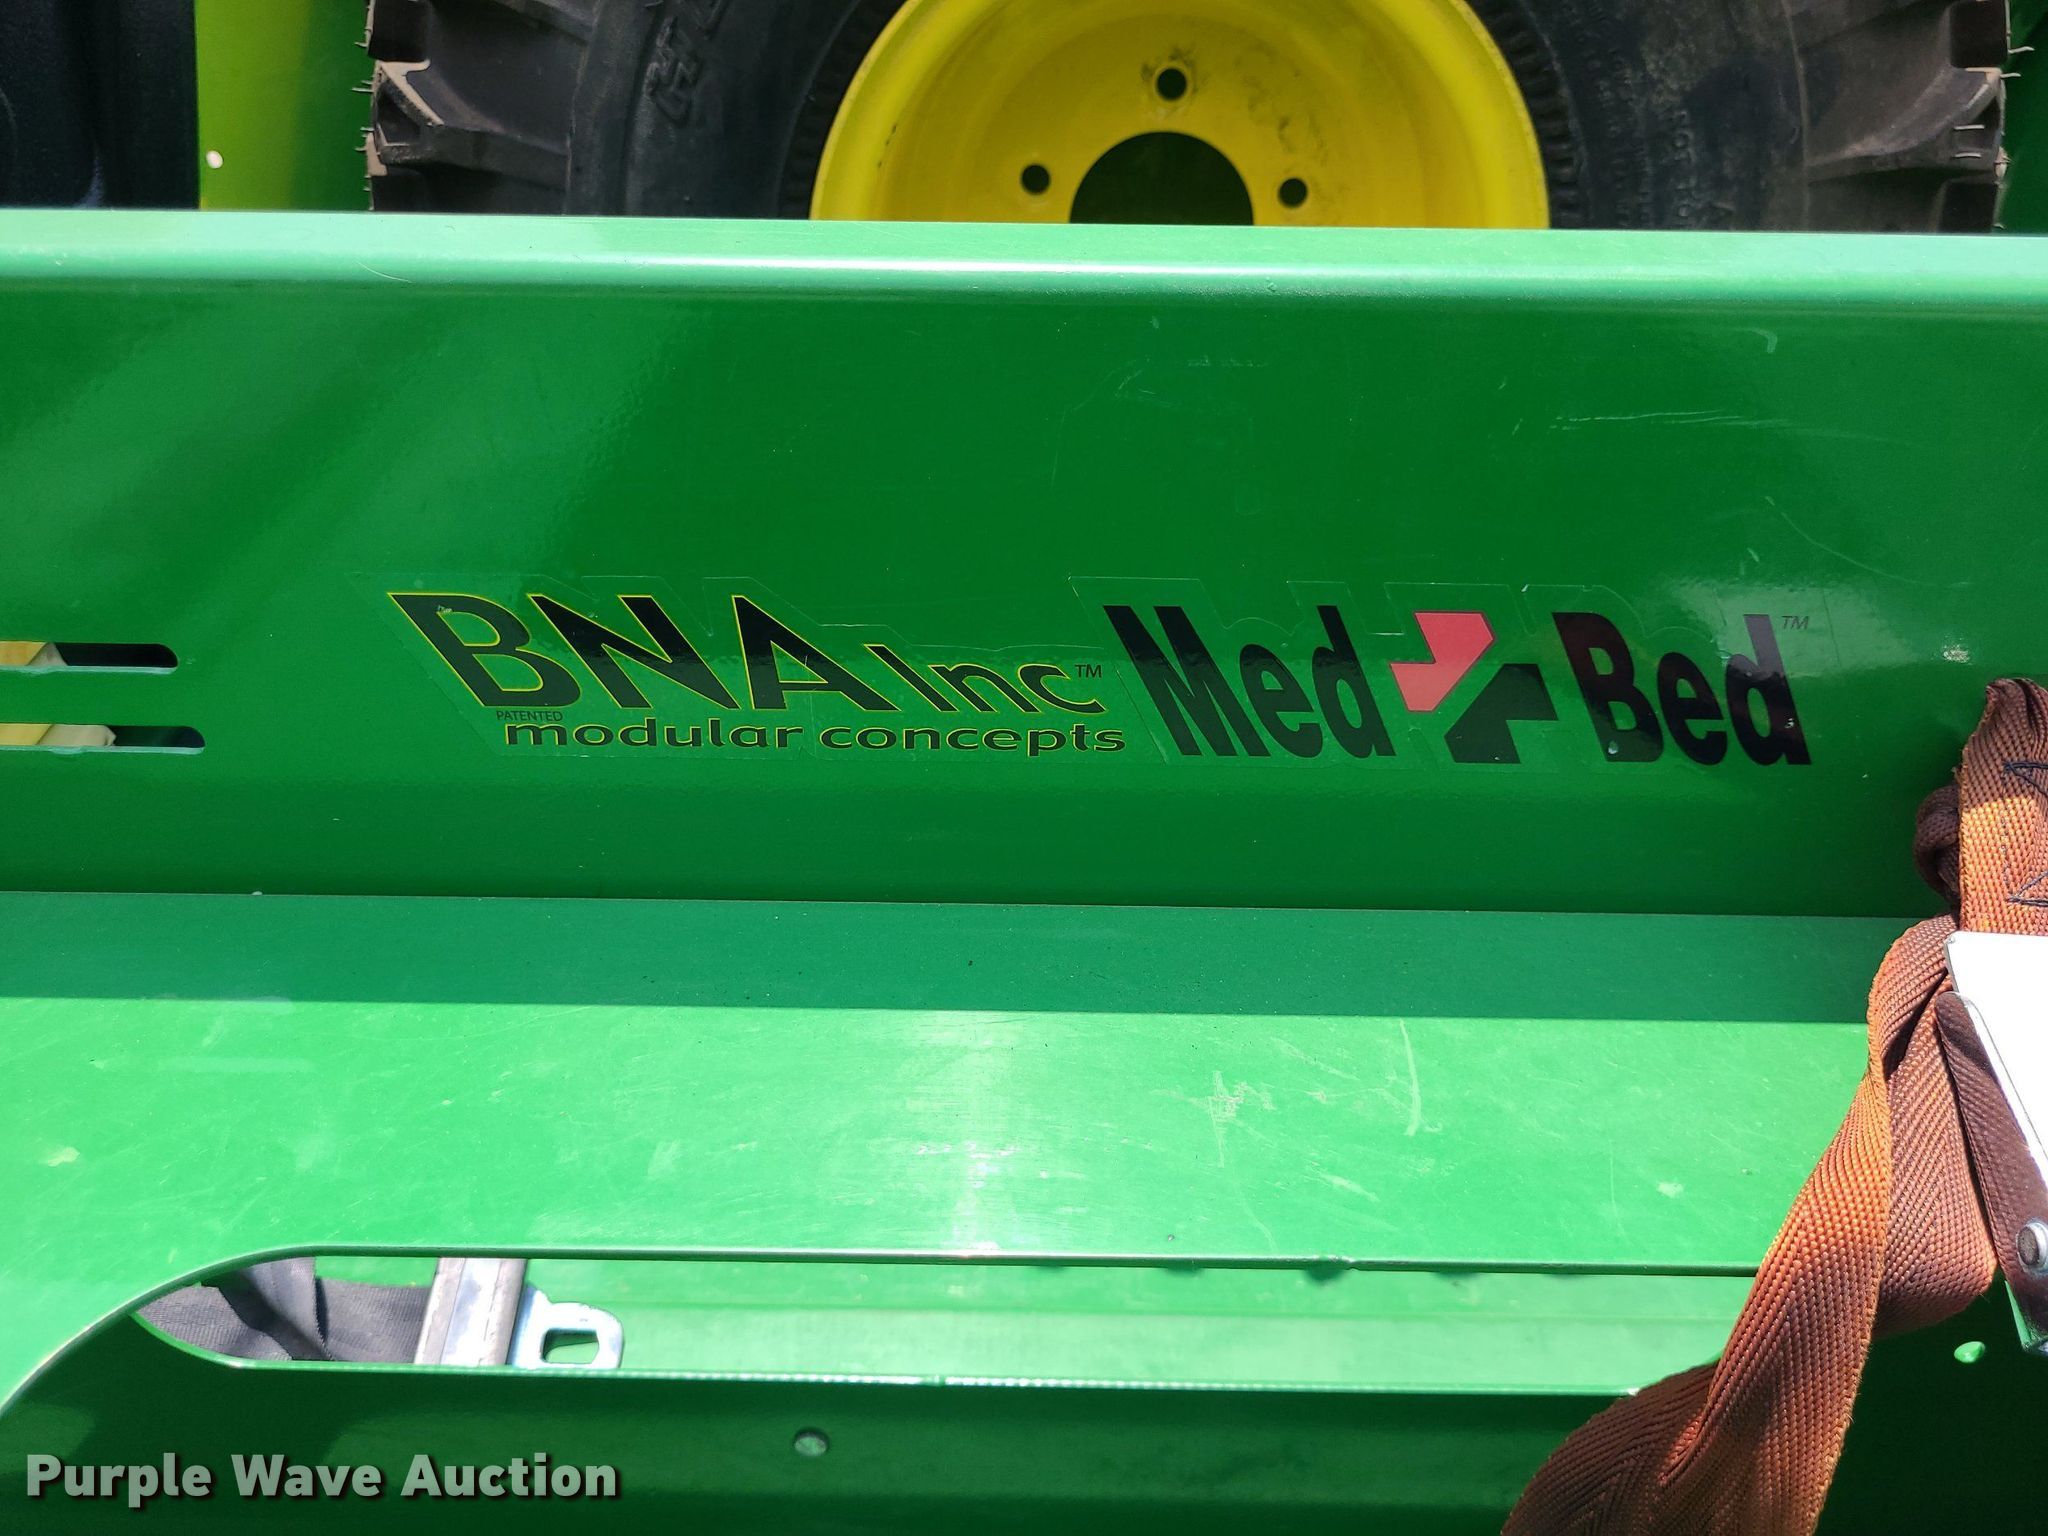 BNA Inc™
PATENTED
modular concepts
Med Bed™
Purple Wave Auction